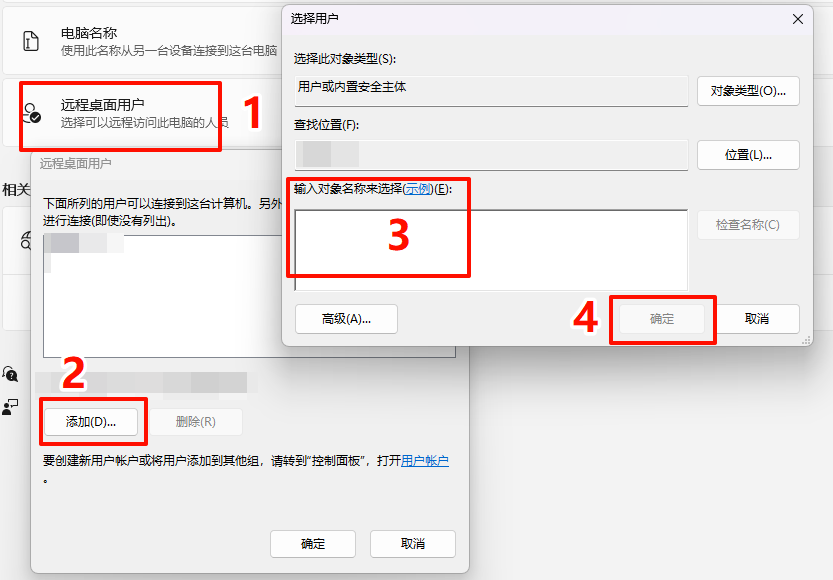 电脑名称
使用此名称从另一台设备连接到这台电脑
远程桌面用户
选择可以远程访问此电脑的人员
1
相关
远程桌面用户
下面所列的用户可以连接到这台计算机。另外
进行连接(即使没有列出)。
2
添加(D)...
删除(R)
要创建新用户帐户或将用户添加到其他组，请转到"控制面板"，打开用户帐户
。
确定
取消
选择用户
选择此对象类型(S):
用户或内置安全主体
对象类型(O)...
查找位置(F):
位置(L)...
输入对象名称来选择(示例)(E):
3
检查名称(C)
高级(A)...
4
确定
取消